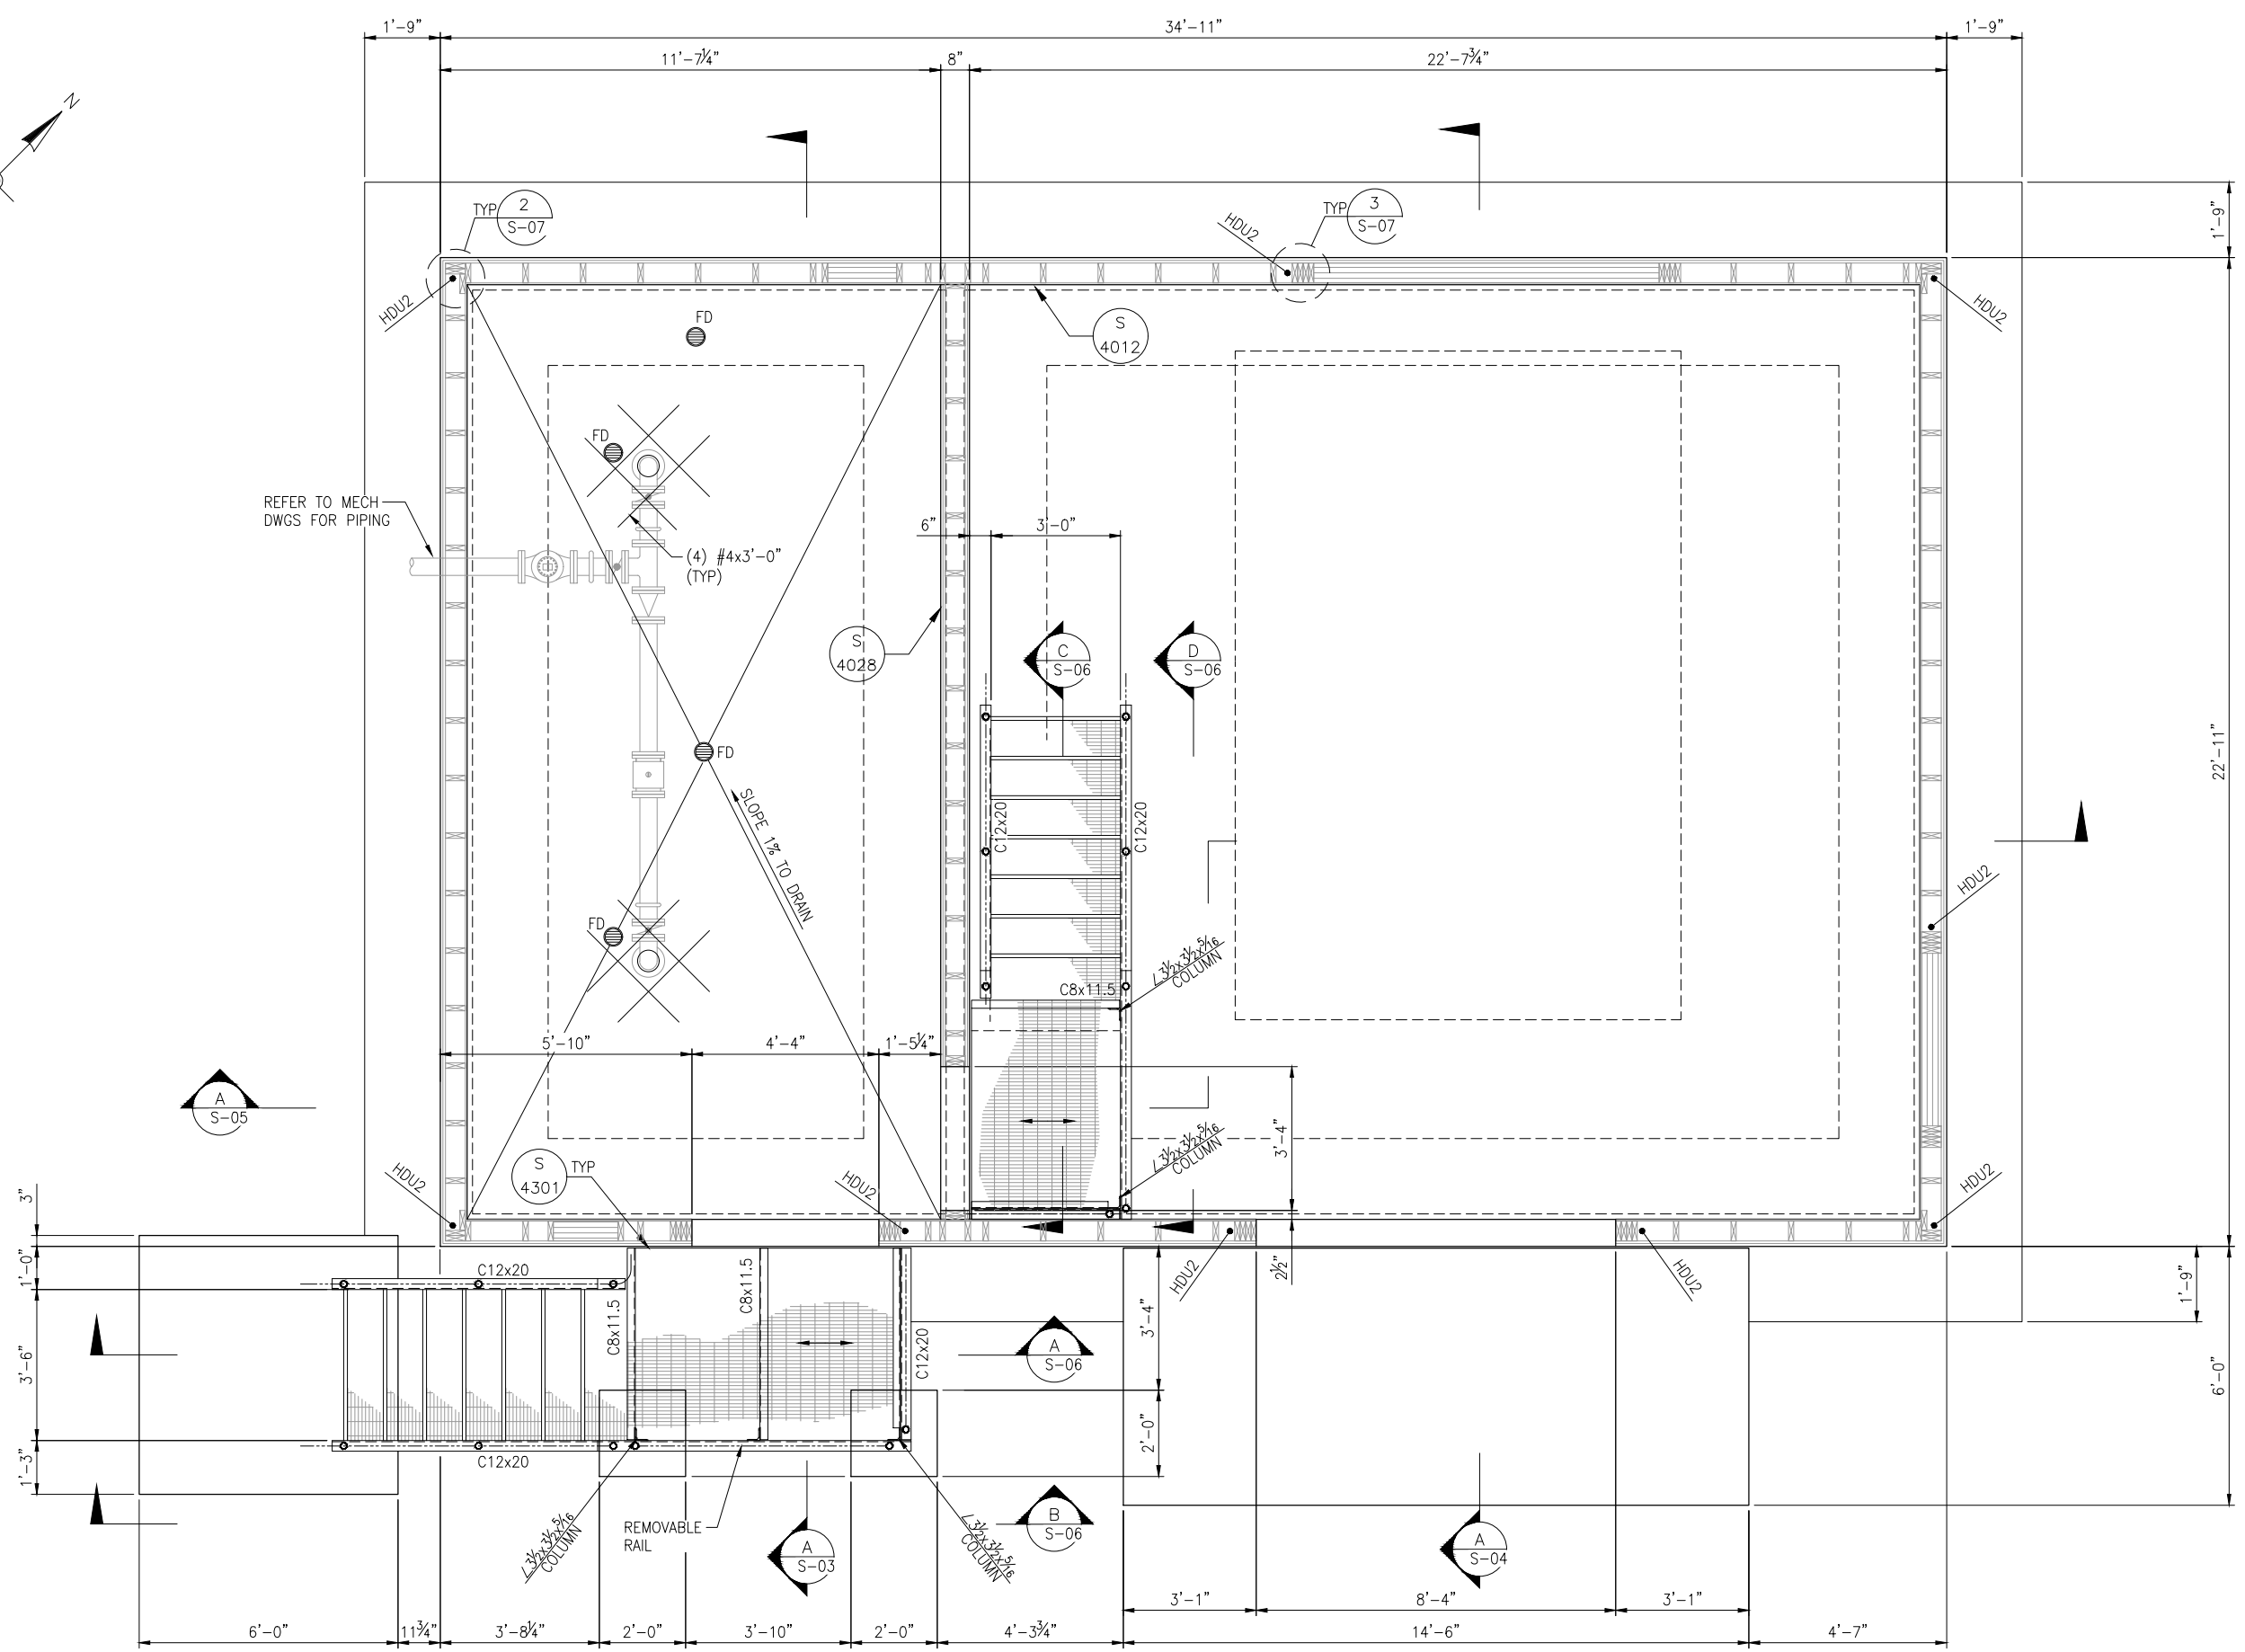 1'-9"
34'-11"
1'-9"
11'-7¼"
8"
22'-7¾"
N
TYP
2
S-07
HDU2
TYP
3
S-07
1'-9"
HDU2
HDU2
FD
S
4012
FD
REFER TO MECH
DWGS FOR PIPING
(4) #4x3'-0"
(TYP)
6"
3'-0"
S
4028
C
S-06
D
S-06
FD
SLOPE 1% TO DRAIN
C12x20
C12x20
22'-11"
FD
HDU2
∠3½x3½x5/16
COLUMN
C8x11.5
5'-10"
4'-4"
1'-5¼"
A
S-05
3'-4"
∠3½x3½x5/16
COLUMN
S
4301
TYP
HDU2
HDU2
HDU2
3"
1'-0"
C12x20
C8x11.5
C8x11.5
HDU2
2½"
HDU2
1'-9"
3'-6"
C12x20
3'-4"
A
S-06
6'-0"
1'-3"
C12x20
2'-0"
REMOVABLE
RAIL
∠3½x3½x5/16
COLUMN
A
S-03
∠3½x3½x5/16
COLUMN
B
S-06
A
S-04
3'-1"
8'-4"
3'-1"
6'-0"
11¾"
3'-8¼"
2'-0"
3'-10"
2'-0"
4'-3¾"
14'-6"
4'-7"